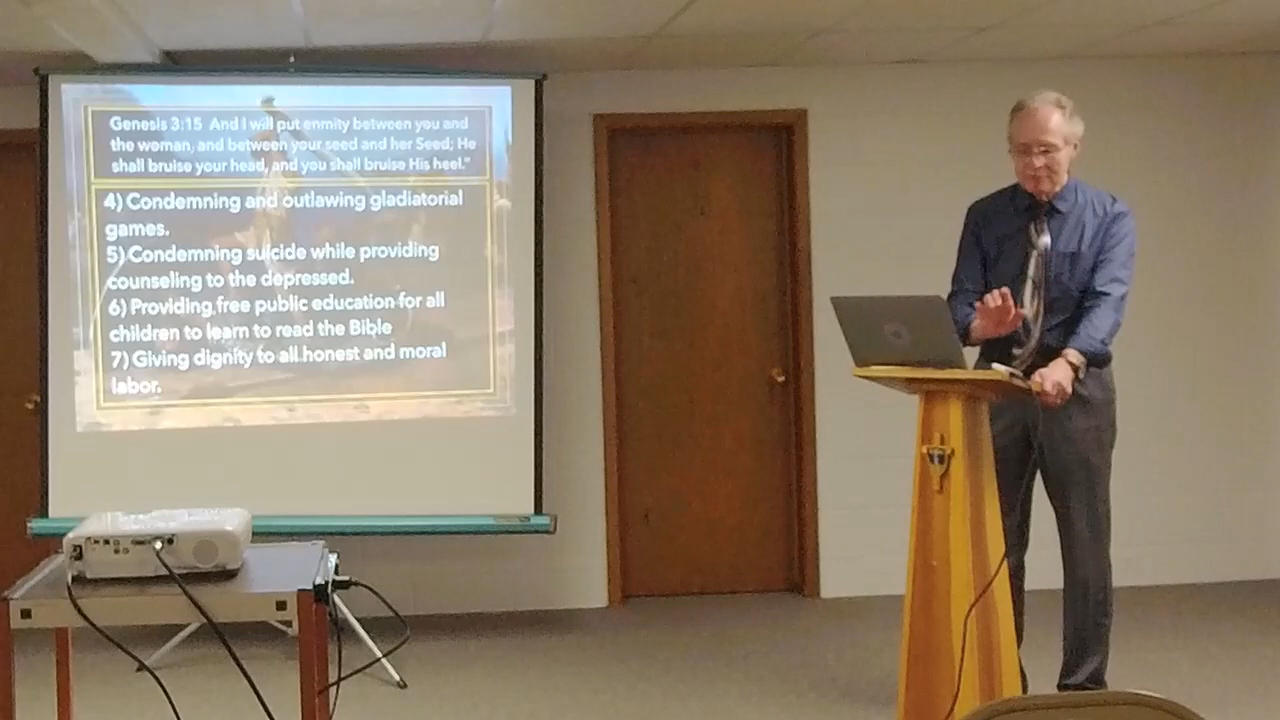 Genesis 3:15 And I will put enmity between you and
the woman, and between your seed and her Seed; He
shall bruise your head, and you shall bruise His heel."
4) Condemning and outlawing gladiatorial
games.
5) Condemning suicide while providing
counseling to the depressed.
6) Providing free public education for all
children to learn to read the Bible
7) Giving dignity to all honest and moral
labor.